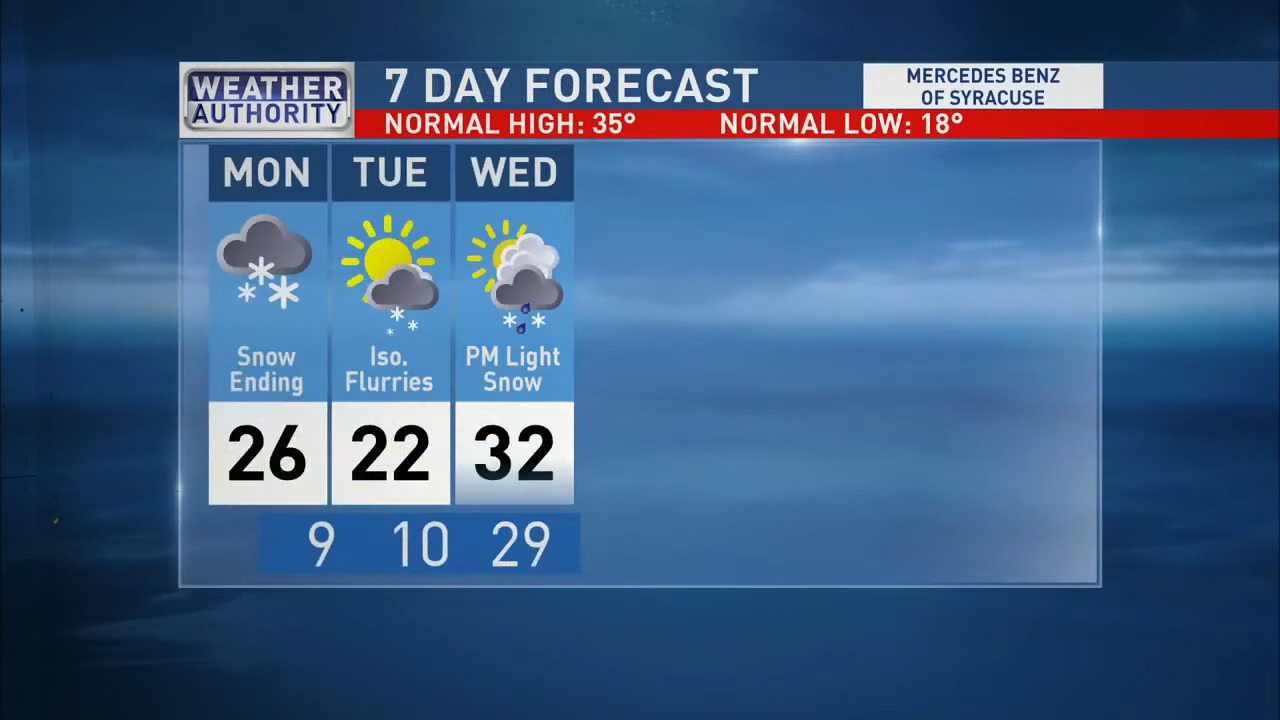 WEATHER
AUTHORITY
7 DAY FORECAST
MERCEDES BENZ
OF SYRACUSE
NORMAL HIGH: 35° NORMAL LOW: 18°
MON TUE WED
Snow
Ending
Iso.
Flurries
PM Light
Snow
26 22 32
9 10 29